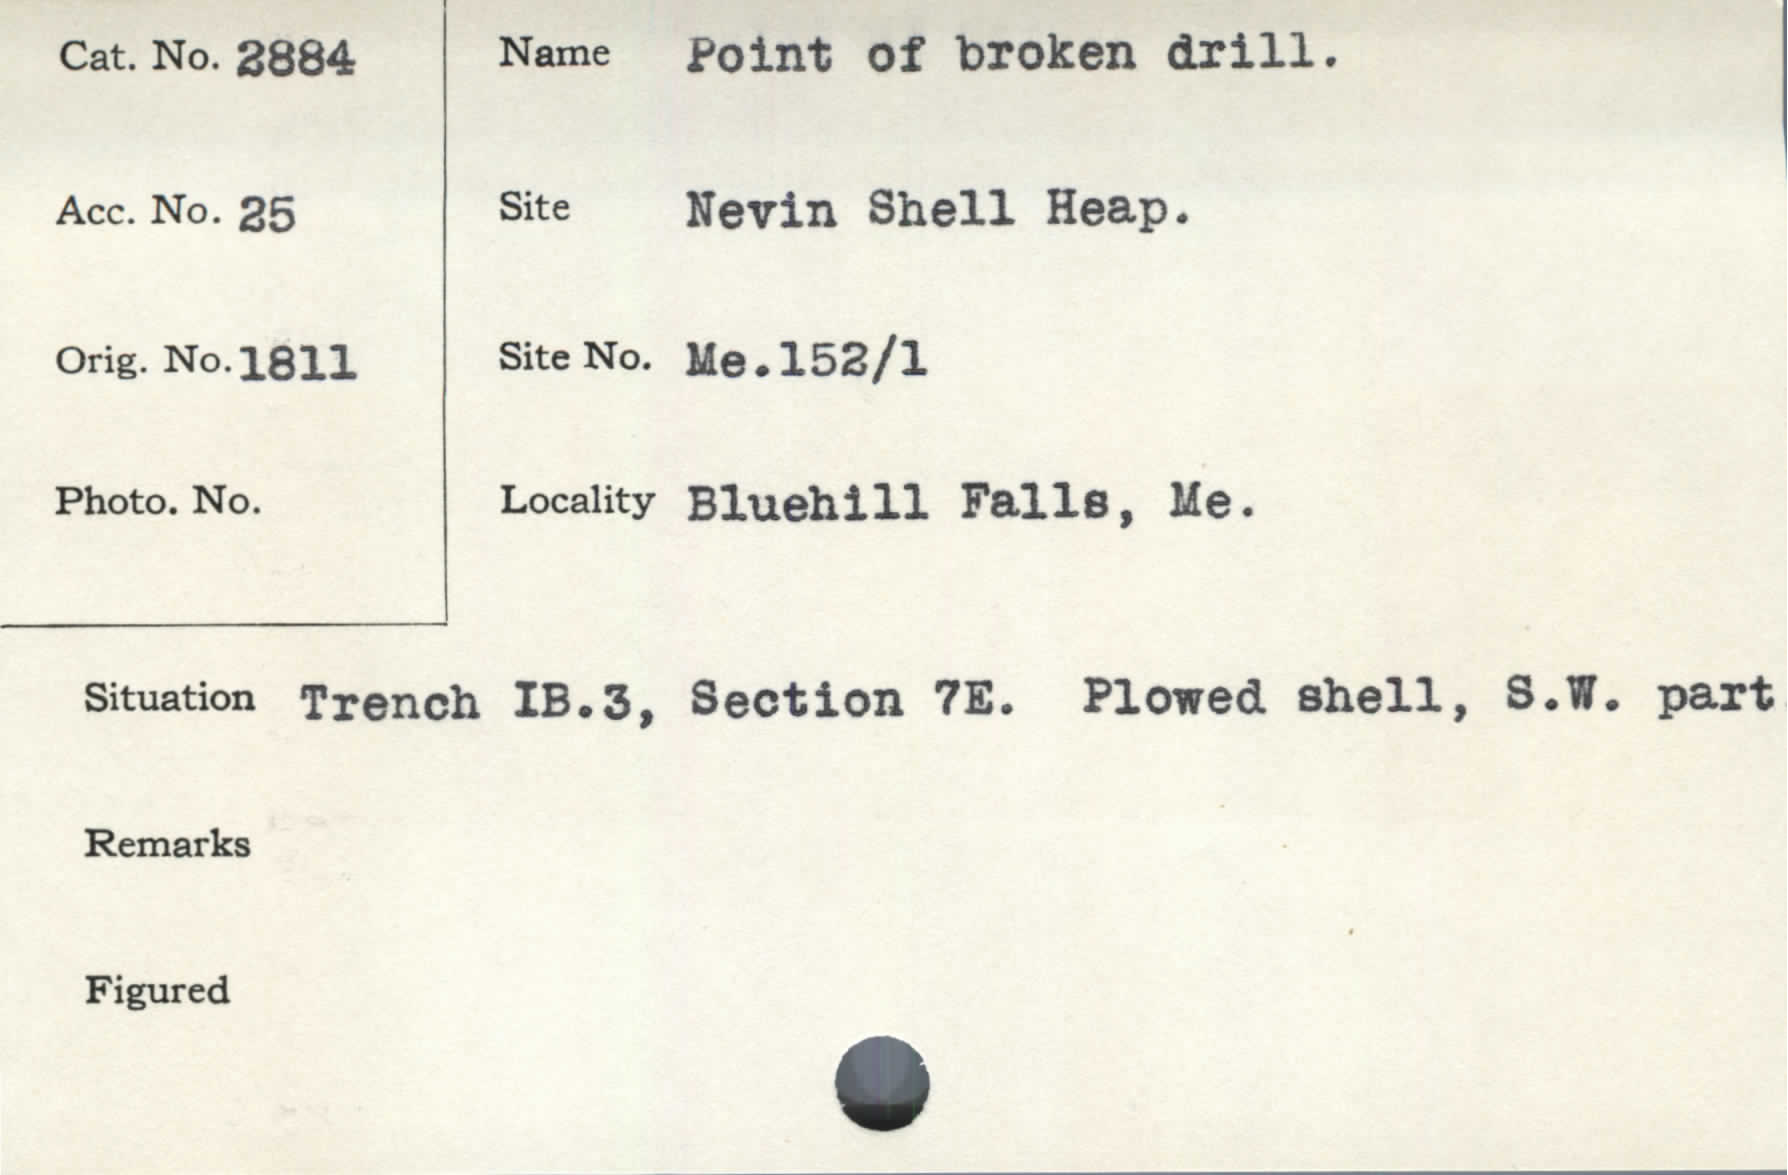 Cat. No. 2884
Acc. No. 25
Orig. No. 1811
Photo. No.
Name Point of broken drill.
Site Nevin Shell Heap.
Site No. Me.152/1
Locality Bluehill Falls, Me.
Situation Trench IB.3, Section 7E. Plowed shell, S.W. part.
Remarks
Figured